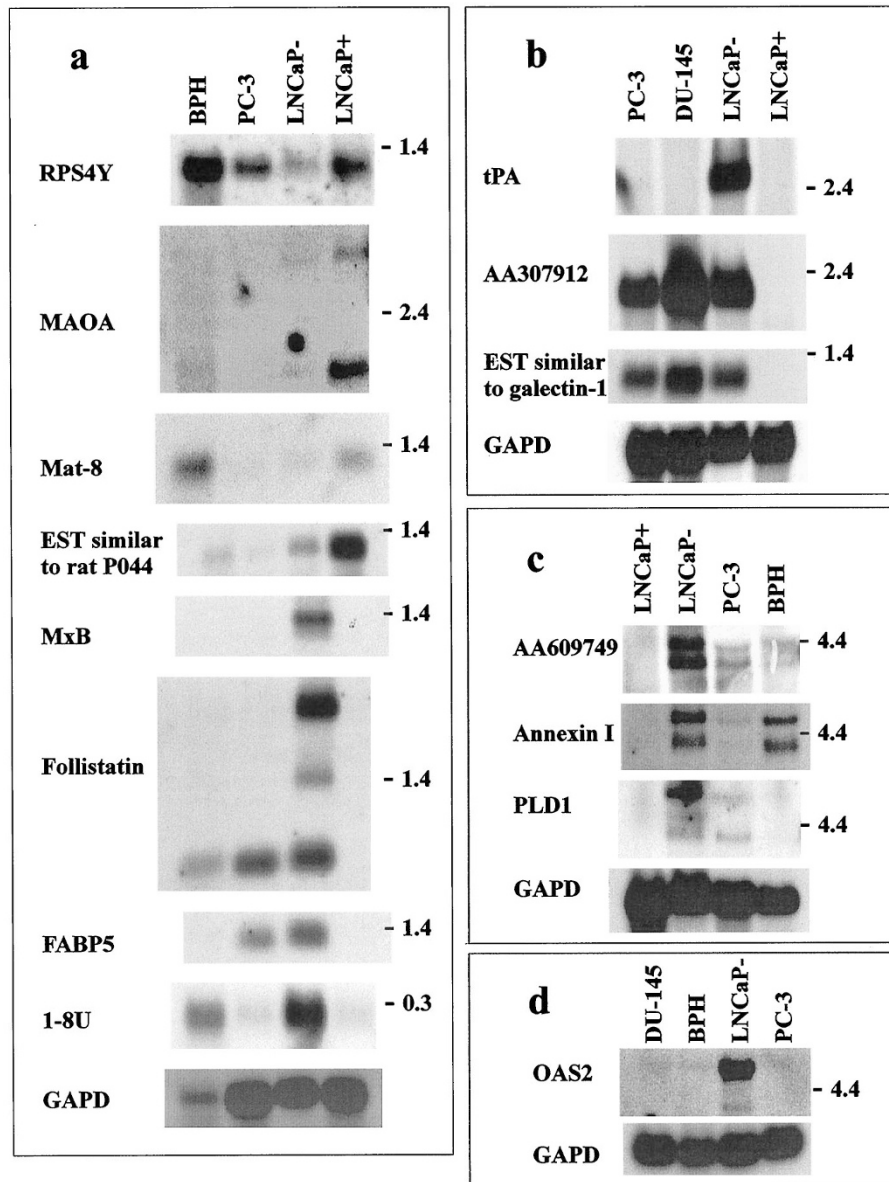 a
BPH
PC-3
LNCaP-
LNCaP+
RPS4Y
- 1.4
MAOA
- 2.4
Mat-8
- 1.4
EST similar
to rat P044
- 1.4
MxB
- 1.4
Follistatin
- 1.4
FABP5
- 1.4
1-8U
- 0.3
GAPD
b
PC-3
DU-145
LNCaP-
LNCaP+
tPA
- 2.4
AA307912
- 2.4
EST similar
to galectin-1
- 1.4
GAPD
c
LNCaP+
LNCaP-
PC-3
BPH
AA609749
- 4.4
Annexin I
- 4.4
PLD1
- 4.4
GAPD
d
DU-145
BPH
LNCaP-
PC-3
OAS2
- 4.4
GAPD